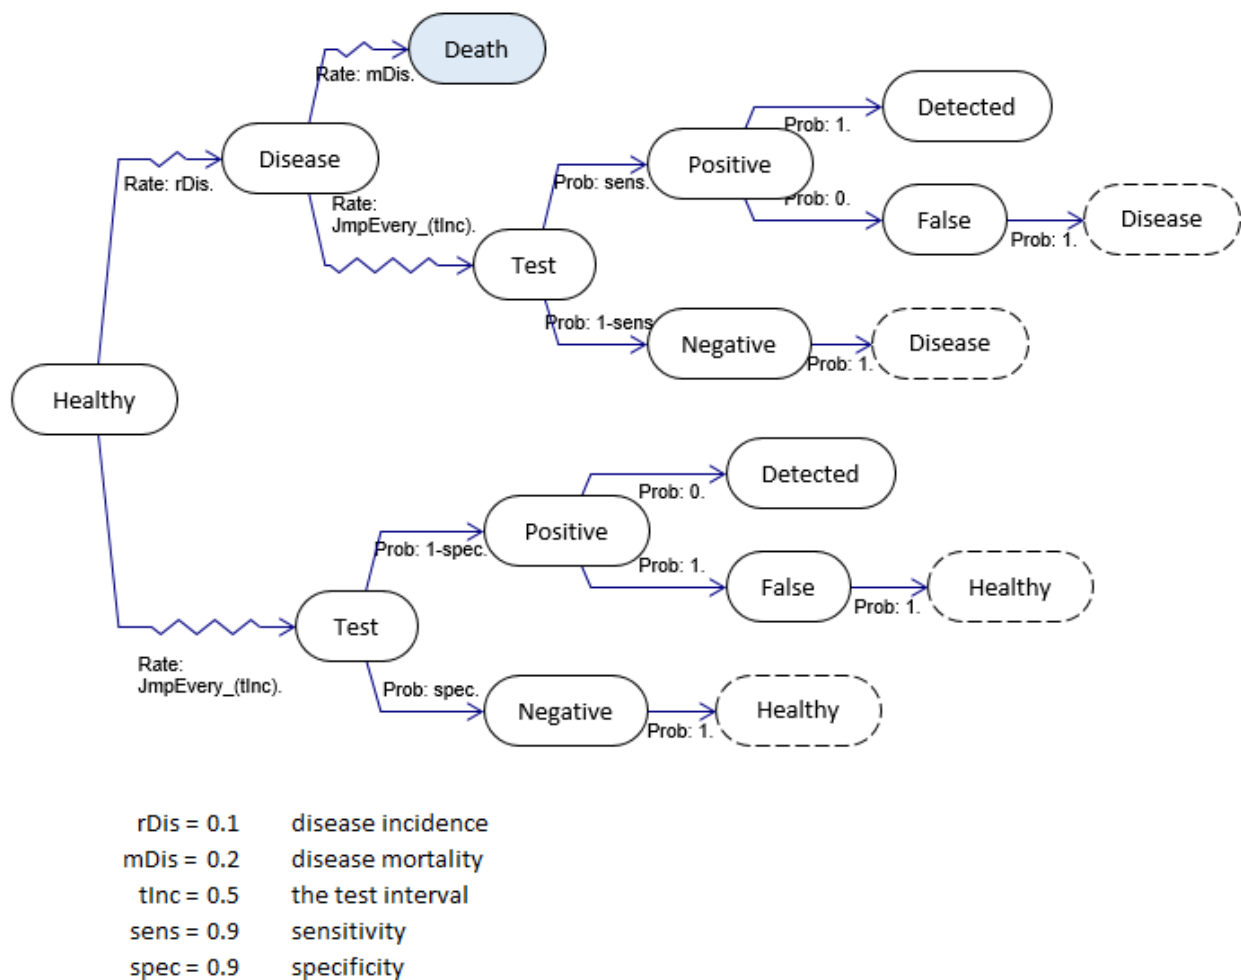 Death
Rate: mDis.
Detected
Prob: 1.
Disease
Positive
Rate: rDis.
Prob: sens.
Rate:
JmpEvery_(tInc).
Prob: 0.
False
Prob: 1.
Disease
Test
Prob: 1-sens
Negative
Prob: 1.
Disease
Healthy
Detected
Prob: 0.
Positive
Prob: 1-spec.
Prob: 1.
False
Prob: 1.
Healthy
Test
Rate:
JmpEvery_(tInc).
Prob: spec.
Negative
Prob: 1.
Healthy
rDis = 0.1 disease incidence
mDis = 0.2 disease mortality
tInc = 0.5 the test interval
sens = 0.9 sensitivity
spec = 0.9 specificity